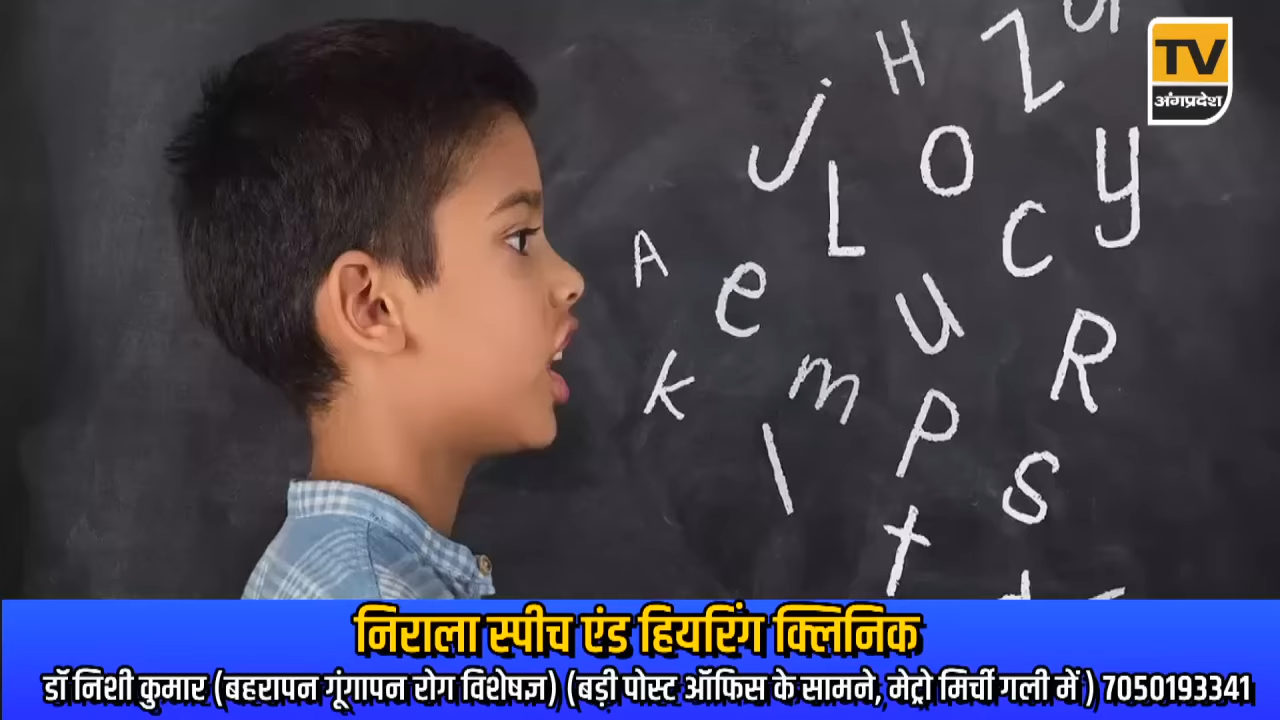 H
Z
TV
अंगप्रदेश
j
o
y
L
C
A
e
u
R
K
m
P
l
S
t
निराला स्पीच एंड हियरिंग क्लिनिक
डॉ निशी कुमार (बहरापन गूंगापन रोग विशेषज्ञ) (बड़ी पोस्ट ऑफिस के सामने, मेट्रो मिर्ची गली में ) 7050193341